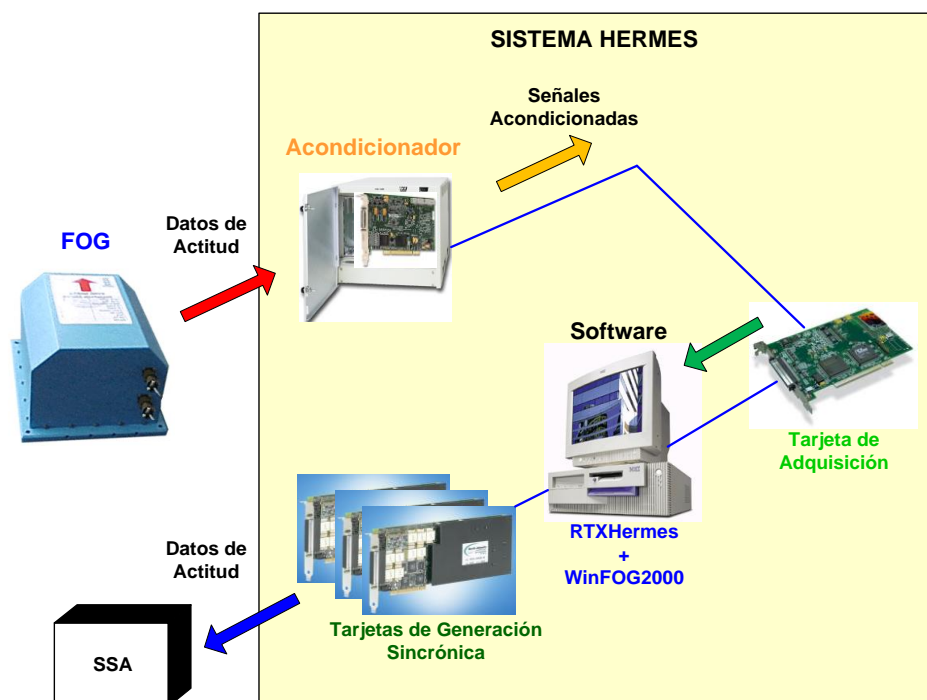 SISTEMA HERMES
Señales
Acondicionadas
Acondicionador
Datos de
Actitud
FOG
Software
Tarjeta de
Adquisición
RTXHermes
+
WinFOG2000
Datos de
Actitud
Tarjetas de Generación
Sincrónica
SSA